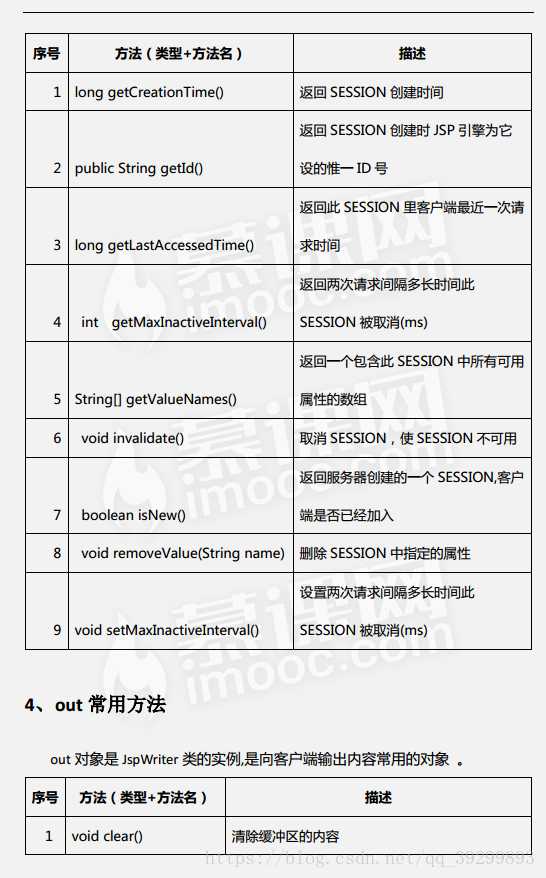 序号 方法（类型+方法名） 描述
1 long getCreationTime() 返回 SESSION 创建时间
返回 SESSION 创建时 JSP 引擎为它
2 public String getId() 设的惟一 ID 号
返回此 SESSION 里客户端最近一次请
3 long getLastAccessedTime() 求时间
返回两次请求间隔多长时间此
4 int getMaxInactiveInterval() SESSION 被取消(ms)
返回一个包含此 SESSION 中所有可用
5 String[] getValueNames() 属性的数组
6 void invalidate() 取消 SESSION，使 SESSION 不可用
返回服务器创建的一个 SESSION,客户
7 boolean isNew() 端是否已经加入
8 void removeValue(String name) 删除 SESSION 中指定的属性
设置两次请求间隔多长时间此
9 void setMaxInactiveInterval() SESSION 被取消(ms)
慕课网
imooc.com
慕课网
imooc.com
慕课网
imooc.com
4、out 常用方法
out 对象是 JspWriter 类的实例,是向客户端输出内容常用的对象 。
序号 方法（类型+方法名） 描述
1 void clear() 清除缓冲区的内容
https://blog.csdn.net/qq_39299893